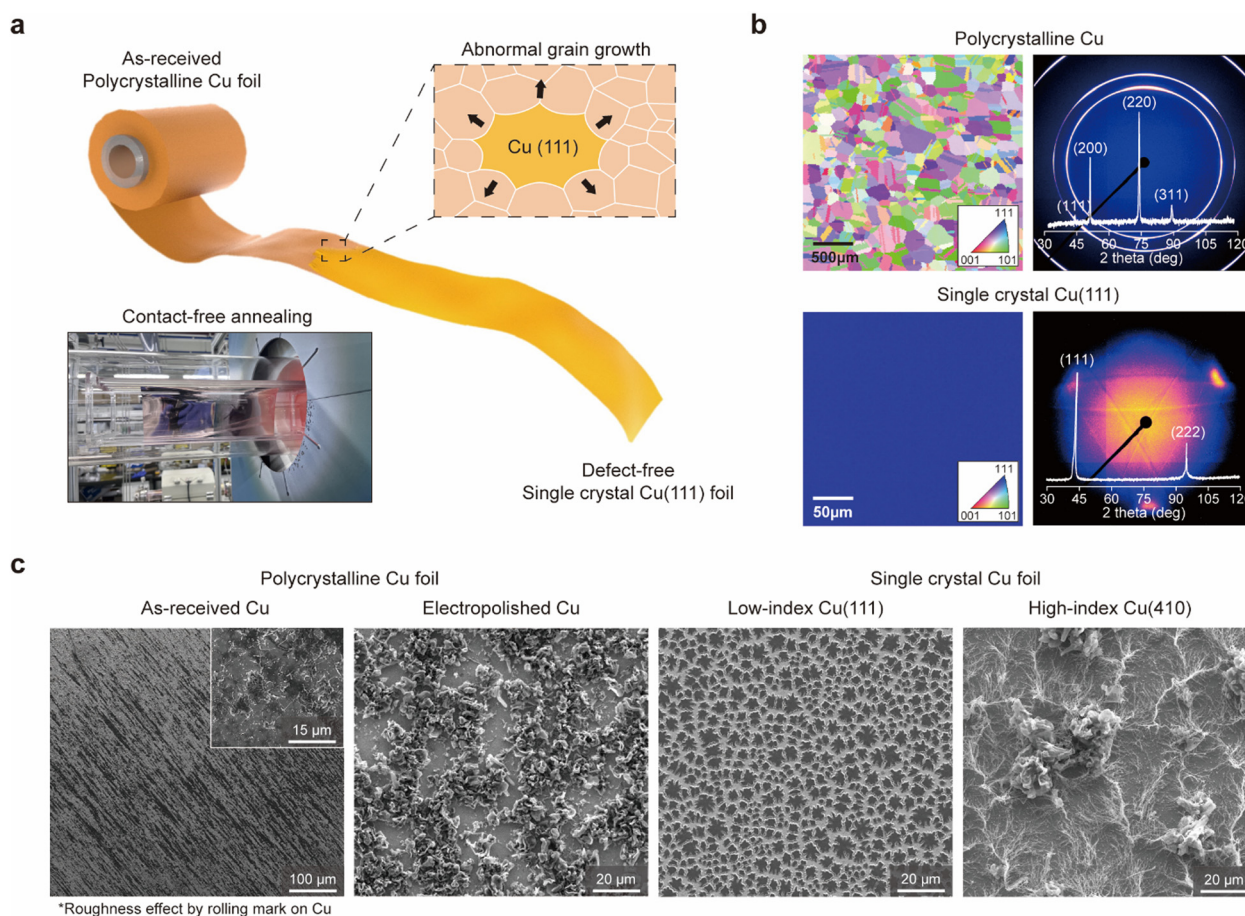 a
As-received
Polycrystalline Cu foil
Abnormal grain growth
Cu (111)
Contact-free annealing
Defect-free
Single crystal Cu(111) foil
b
Polycrystalline Cu
500μm
111
001 101
(111)
(200)
(220)
(311)
30 45 60 75 90 105 120
2 theta (deg)
Single crystal Cu(111)
50μm
111
001 101
(111)
(222)
30 45 60 75 90 105 120
2 theta (deg)
c
Polycrystalline Cu foil
Single crystal Cu foil
As-received Cu
Electropolished Cu
Low-index Cu(111)
High-index Cu(410)
15 μm
100 μm
20 μm
20 μm
20 μm
*Roughness effect by rolling mark on Cu